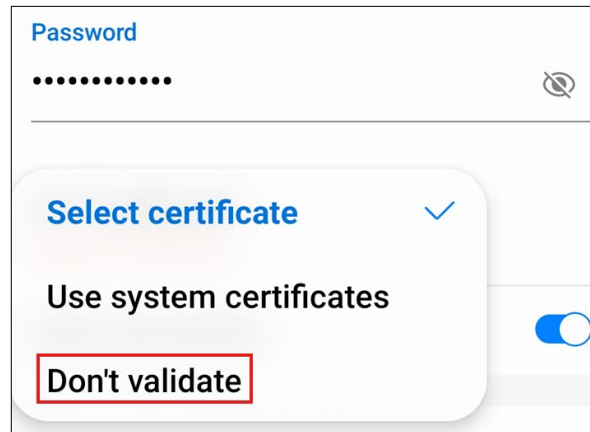 Password
••••••••••••
Select certificate
Use system certificates
Don't validate